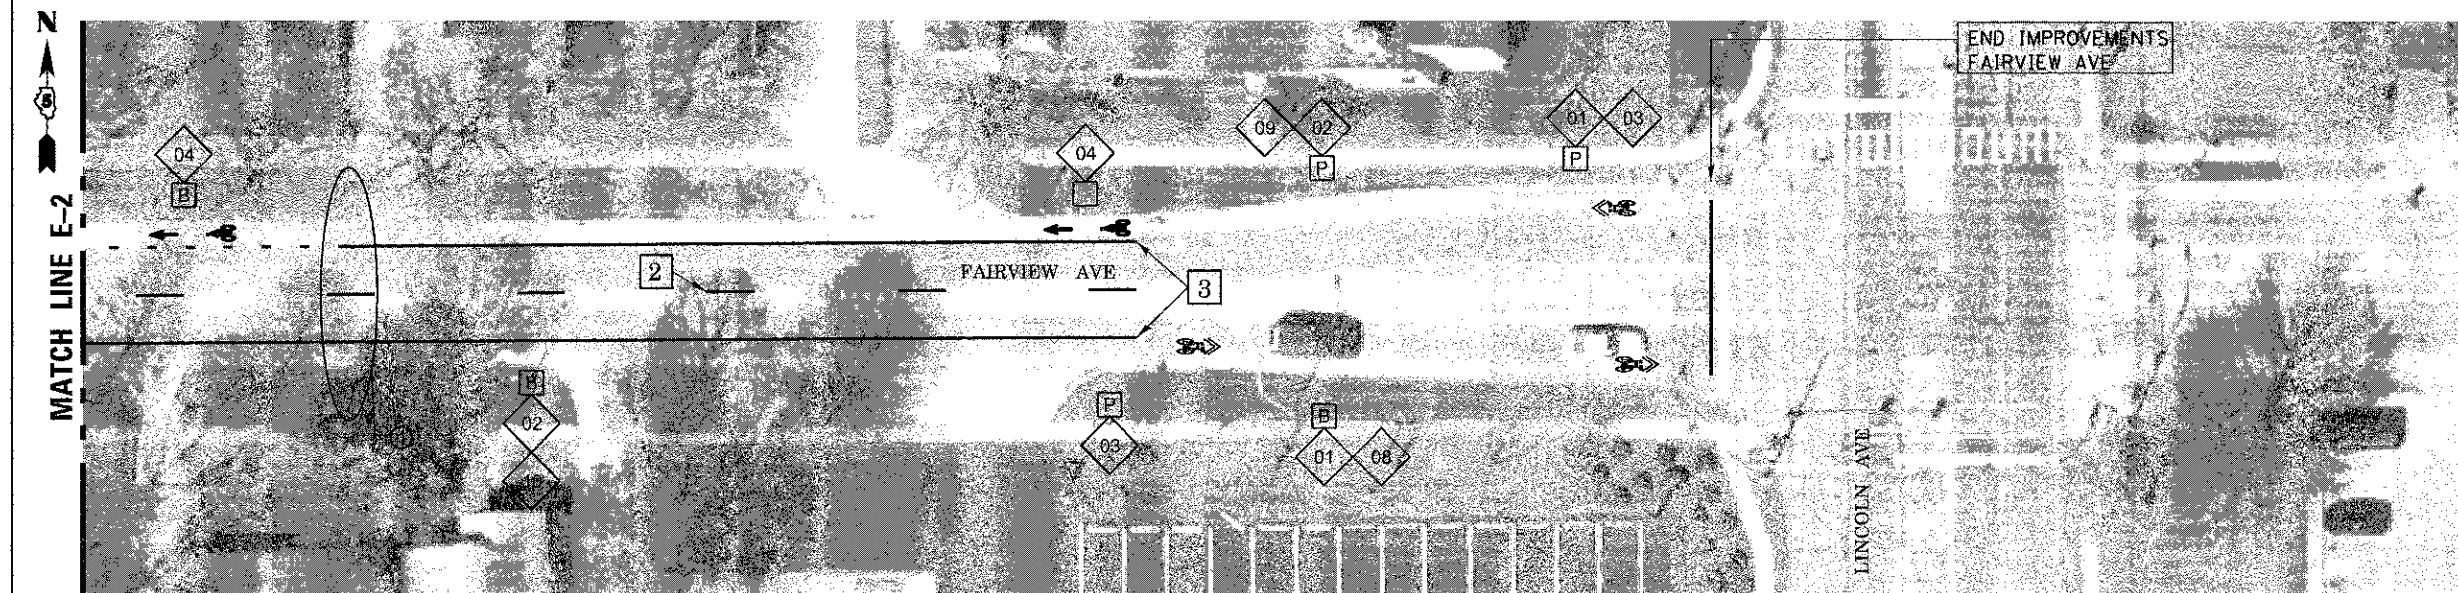 N
5
MATCH LINE E-2
END IMPROVEMENTS
FAIRVIEW AVE
04
B
04
09 02
P
01 03
P
2
FAIRVIEW AVE
3
B
02
P
03
B
01 08
LINCOLN AVE